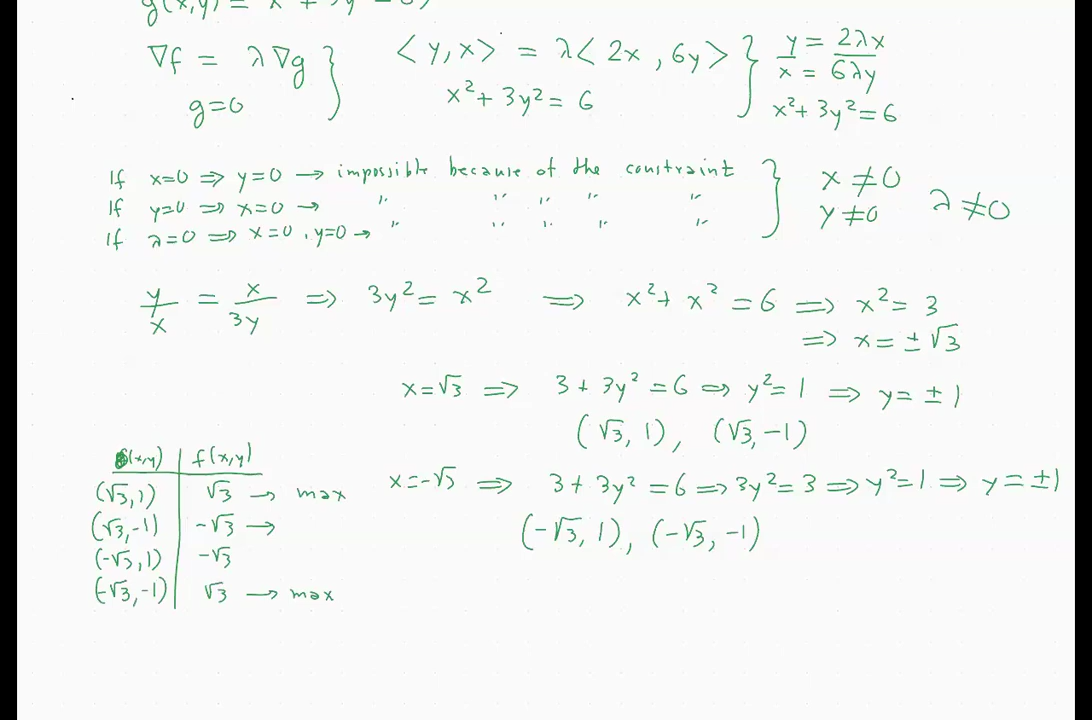 g(x,y) = x + 3y - 6,
∇f = λ∇g } <y, x> = λ<2x, 6y> } y = 2λx
x = 6λy
g=0 x² + 3y² = 6 x² + 3y² = 6
If x=0 ⇒ y=0 → impossible because of the constraint } x ≠ 0
If y=0 ⇒ x=0 → " " " " " y ≠ 0 λ ≠ 0
If λ=0 ⇒ x=0, y=0 → " " " " "
y/x = x/3y ⇒ 3y² = x² ⇒ x² + x² = 6 ⇒ x² = 3
⇒ x = ±√3
x=√3 ⇒ 3 + 3y² = 6 ⇒ y² = 1 ⇒ y = ±1
(√3, 1), (√3, -1)
(x,y) | f(x,y)
x=-√3 ⇒ 3 + 3y² = 6 ⇒ 3y² = 3 ⇒ y² = 1 ⇒ y = ±1
(-√3, 1), (-√3, -1)
(√3, 1) | √3 → max
(√3, -1) | -√3 →
(-√3, 1) | -√3
(-√3, -1) | √3 → max